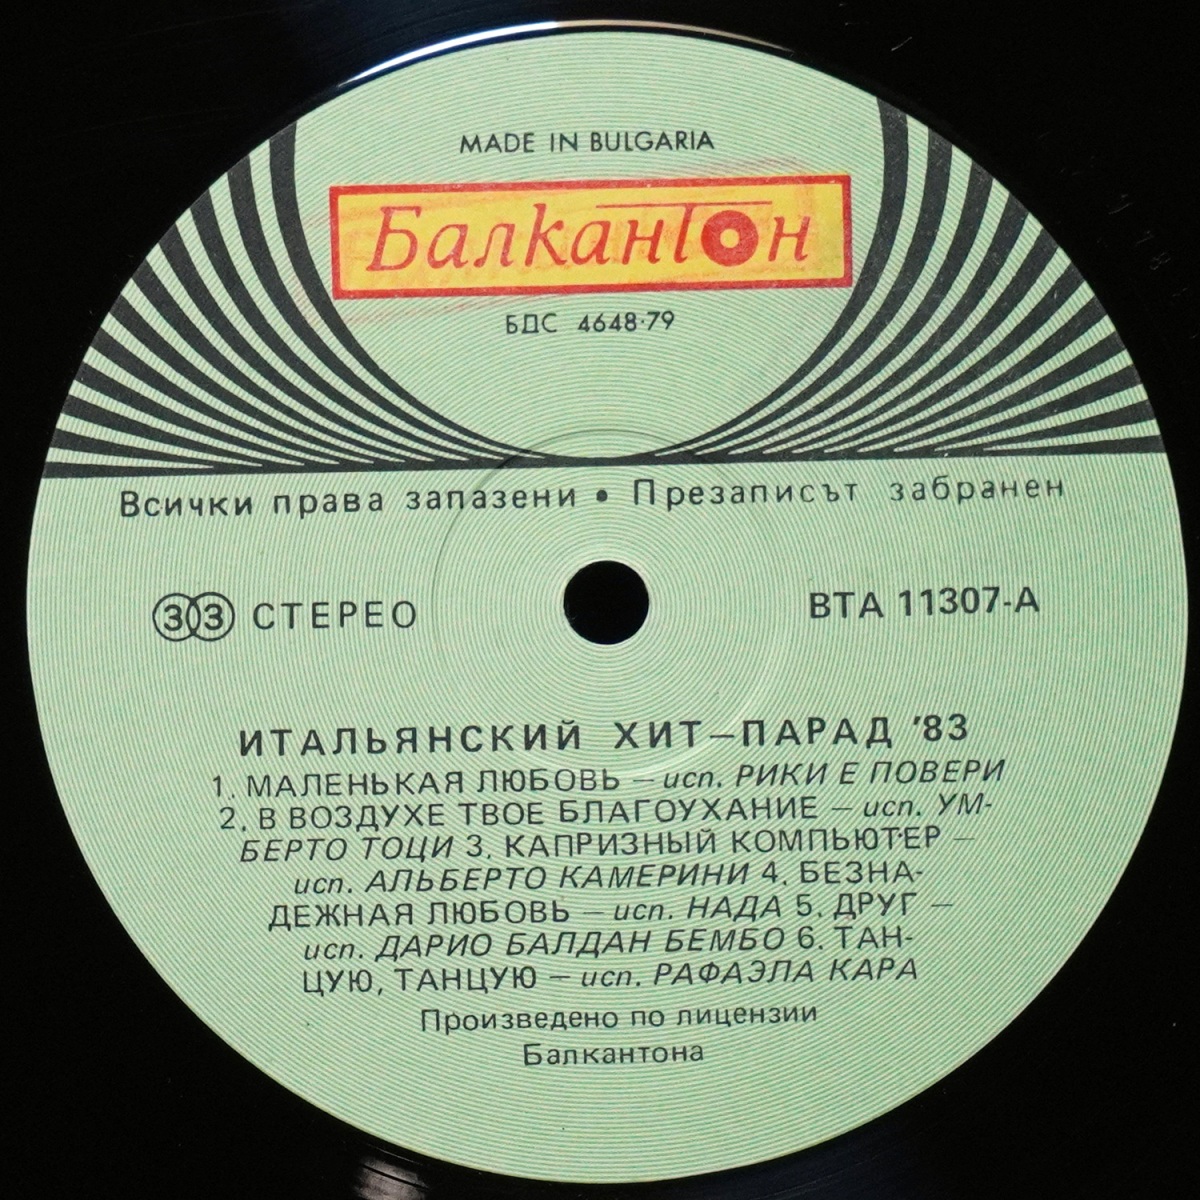 MADE IN BULGARIA
Балкантон
БДС 4648-79
Всички права запазени • Презаписът забранен
33 СТЕРЕО
ВТА 11307-А
ИТАЛЬЯНСКИЙ ХИТ–ПАРАД '83
1. МАЛЕНЬКАЯ ЛЮБОВЬ – исп. РИКИ Е ПОВЕРИ
2. В ВОЗДУХЕ ТВОЕ БЛАГОУХАНИЕ – исп. УМ-
БЕРТО ТОЦИ 3. КАПРИЗНЫЙ КОМПЬЮТЕР –
исп. АЛЬБЕРТО КАМЕРИНИ 4. БЕЗНА-
ДЕЖНАЯ ЛЮБОВЬ – исп. НАДА 5. ДРУГ –
исп. ДАРИО БАЛДАН БЕМБО 6. ТАН-
ЦУЮ, ТАНЦУЮ – исп. РАФАЭЛА КАРА
Произведено по лицензии
Балкантона